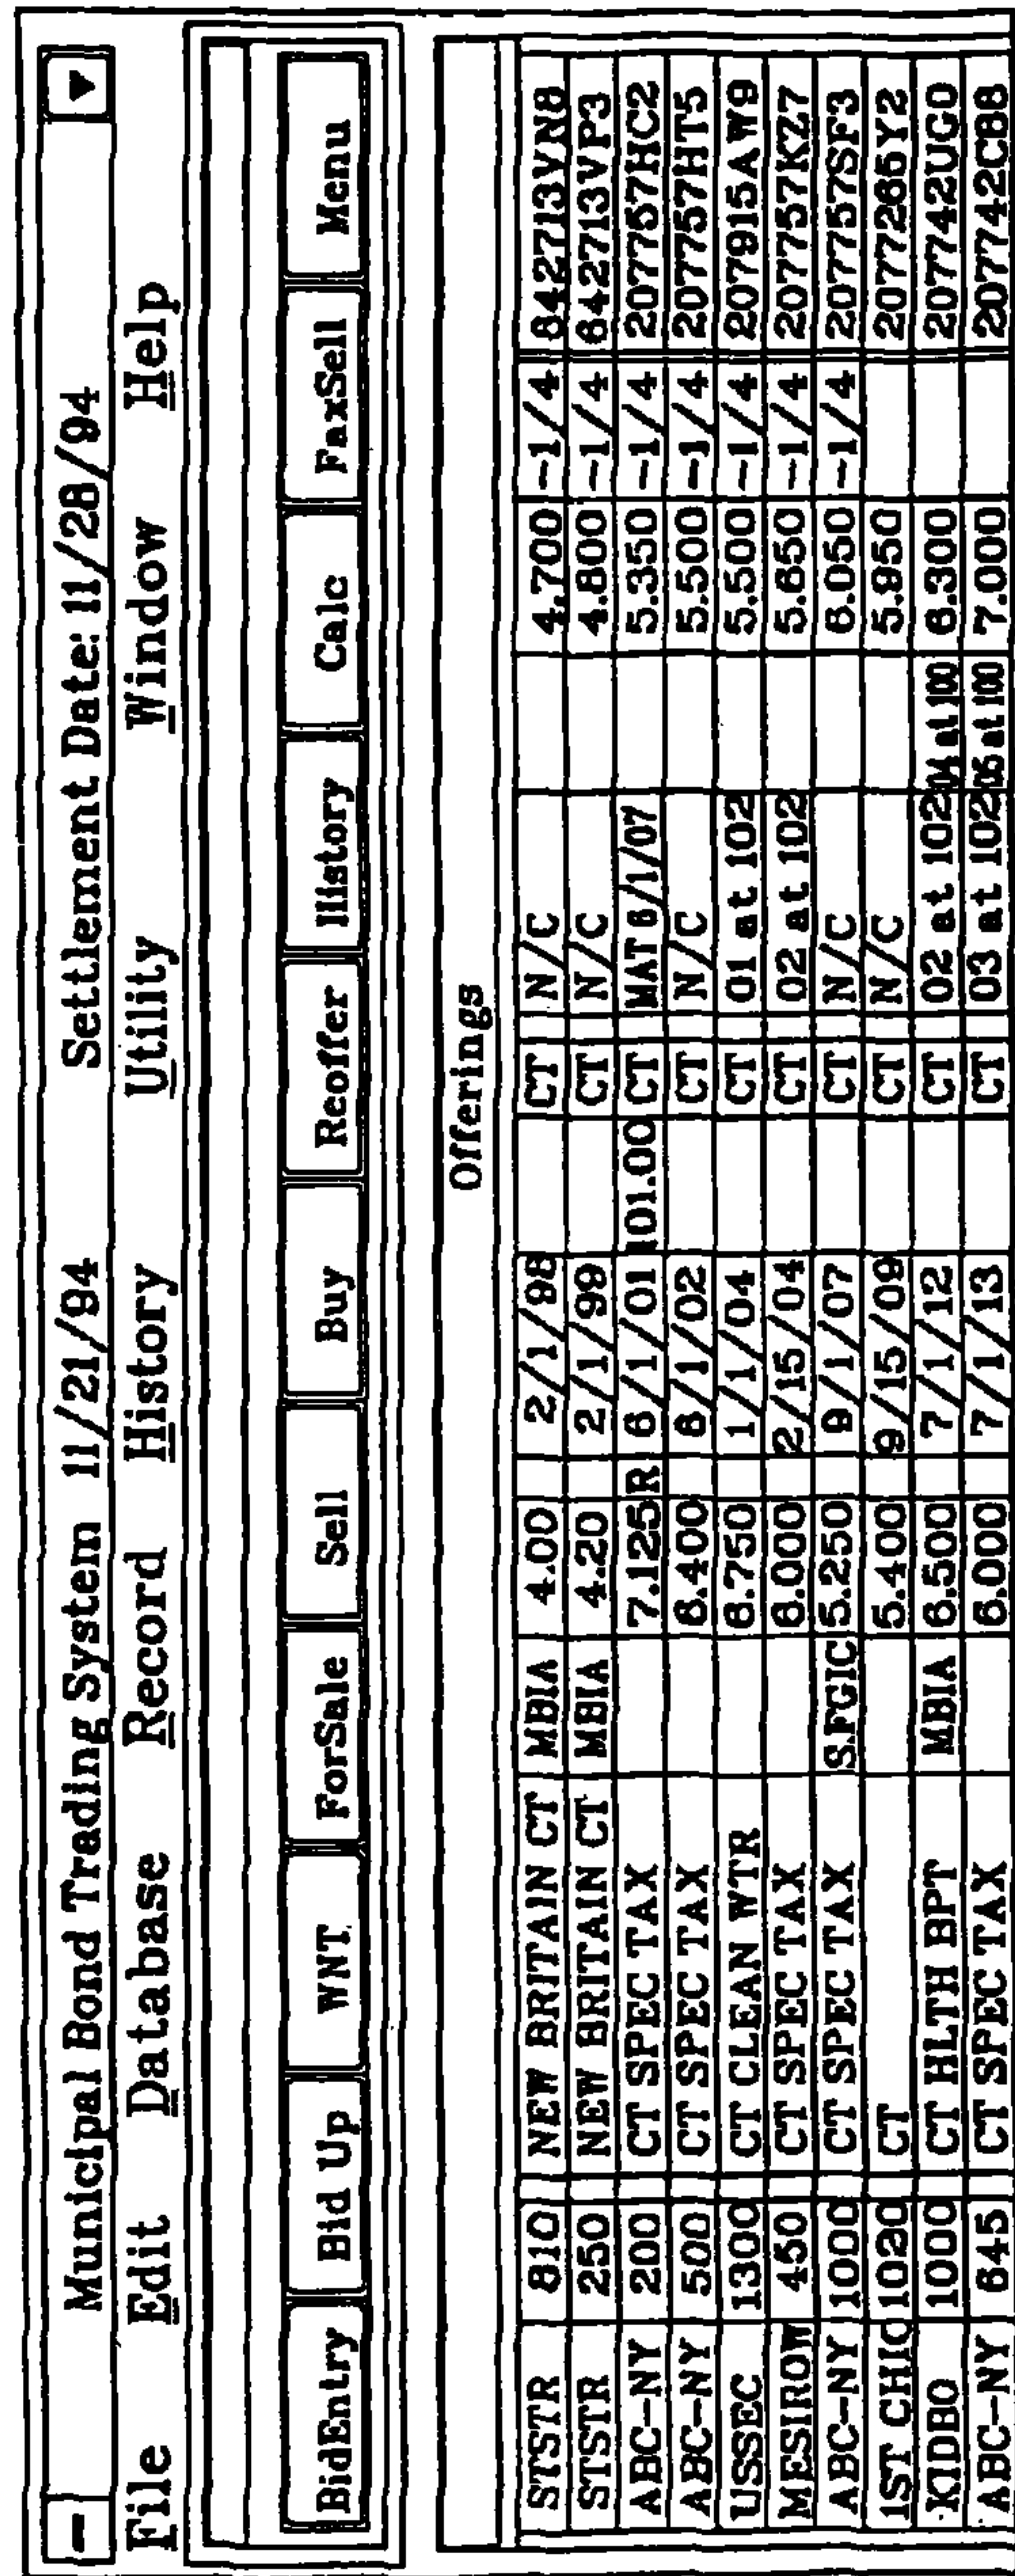 Municipal Bond Trading System 11/21/94 Settlement Date: 11/28/94
File Edit Database Record History Utility Window Help
BidEntry Bid Up WNT ForSale Sell Buy Reoffer History Calc FaxSell Menu
Offerings
STSTR 810 NEW BRITAIN CT MBIA 4.00 2/1/98 CT N/C 4.700 -1/4 642713VN8
STSTR 250 NEW BRITAIN CT MBIA 4.20 2/1/99 CT N/C 4.800 -1/4 642713VP3
ABC-NY 200 CT SPEC TAX 7.125 R 6/1/01 101.00 CT MAT 6/1/07 5.350 -1/4 207757HC2
ABC-NY 500 CT SPEC TAX 6.400 6/1/02 CT N/C 5.500 -1/4 207757HT5
USSEC 1300 CT CLEAN WTR 6.750 1/1/04 CT 01 at 102 5.500 -1/4 207915AW9
MESIROW 450 CT SPEC TAX 6.000 2/15/04 CT 02 at 102 5.650 -1/4 207757KZ7
ABC-NY 1000 CT SPEC TAX S.FGIC 5.250 9/1/07 CT N/C 6.050 -1/4 207757SF3
1ST CHIC 1020 CT 5.400 9/15/09 CT N/C 5.950 2077266Y2
KIDBO 1000 CT HLTH BPT MBIA 6.500 7/1/12 CT 02 at 102 04 at 100 6.300 207742UG0
ABC-NY 645 CT SPEC TAX 6.000 7/1/13 CT 03 at 102 05 at 100 7.000 207742CB8